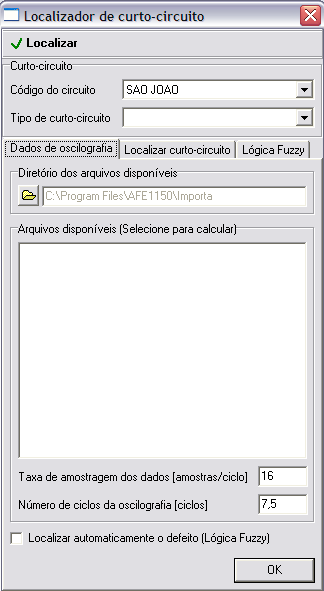 Localizador de curto-circuito
Localizar
Curto-circuito
Código do circuito
SAO JOAO
Tipo de curto-circuito
Dados de oscilografia
Localizar curto-circuito
Lógica Fuzzy
Diretório dos arquivos disponíveis
C:\Program Files\AFE1150\Importa
Arquivos disponíveis (Selecione para calcular)
Taxa de amostragem dos dados [amostras/ciclo]
16
Número de ciclos da oscilografia [ciclos]
7,5
Localizar automaticamente o defeito (Lógica Fuzzy)
OK